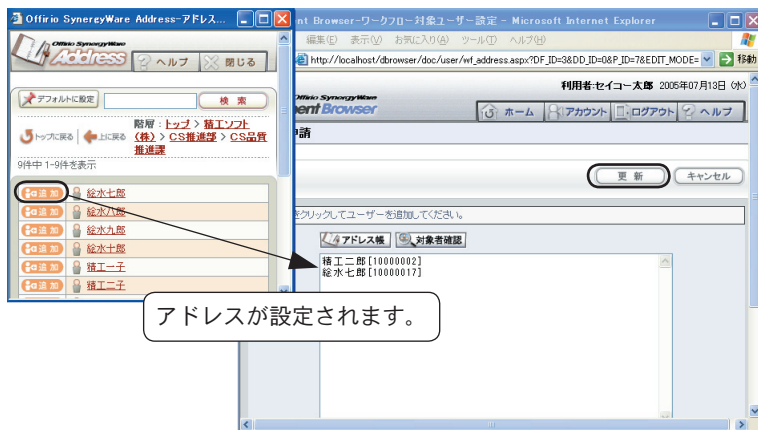 Offirio SynergyWare Address-アドレス...
Offirio SynergyWare
Address
ヘルプ
閉じる
デフォルトに設定
検 索
トップに戻る
上に戻る
階層：トップ > 精工ソフト
(株) > CS推進部 > CS品質
推進課
9件中 1-9件を表示
追 加 絵水七郎
追 加 絵水八郎
追 加 絵水九郎
追 加 絵水十郎
追 加 精工一子
追 加 精工二子
nt Browser-ワークフロー対象ユーザー設定 - Microsoft Internet Explorer
編集(E) 表示(V) お気に入り(A) ツール(T) ヘルプ(H)
http://localhost/dbrowser/doc/user/wf_address.aspx?DF_ID=3&DD_ID=0&P_ID=7&EDIT_MODE=
移動
利用者:セイコー太郎 2005年07月13日 (水)
Offirio SynergyWare
ent Browser
ホーム
アカウント
ログアウト
ヘルプ
申請
更 新
キャンセル
をクリックしてユーザーを追加してください。
アドレス帳
対象者確認
精工二郎[10000002]
絵水七郎[10000017]
アドレスが設定されます。